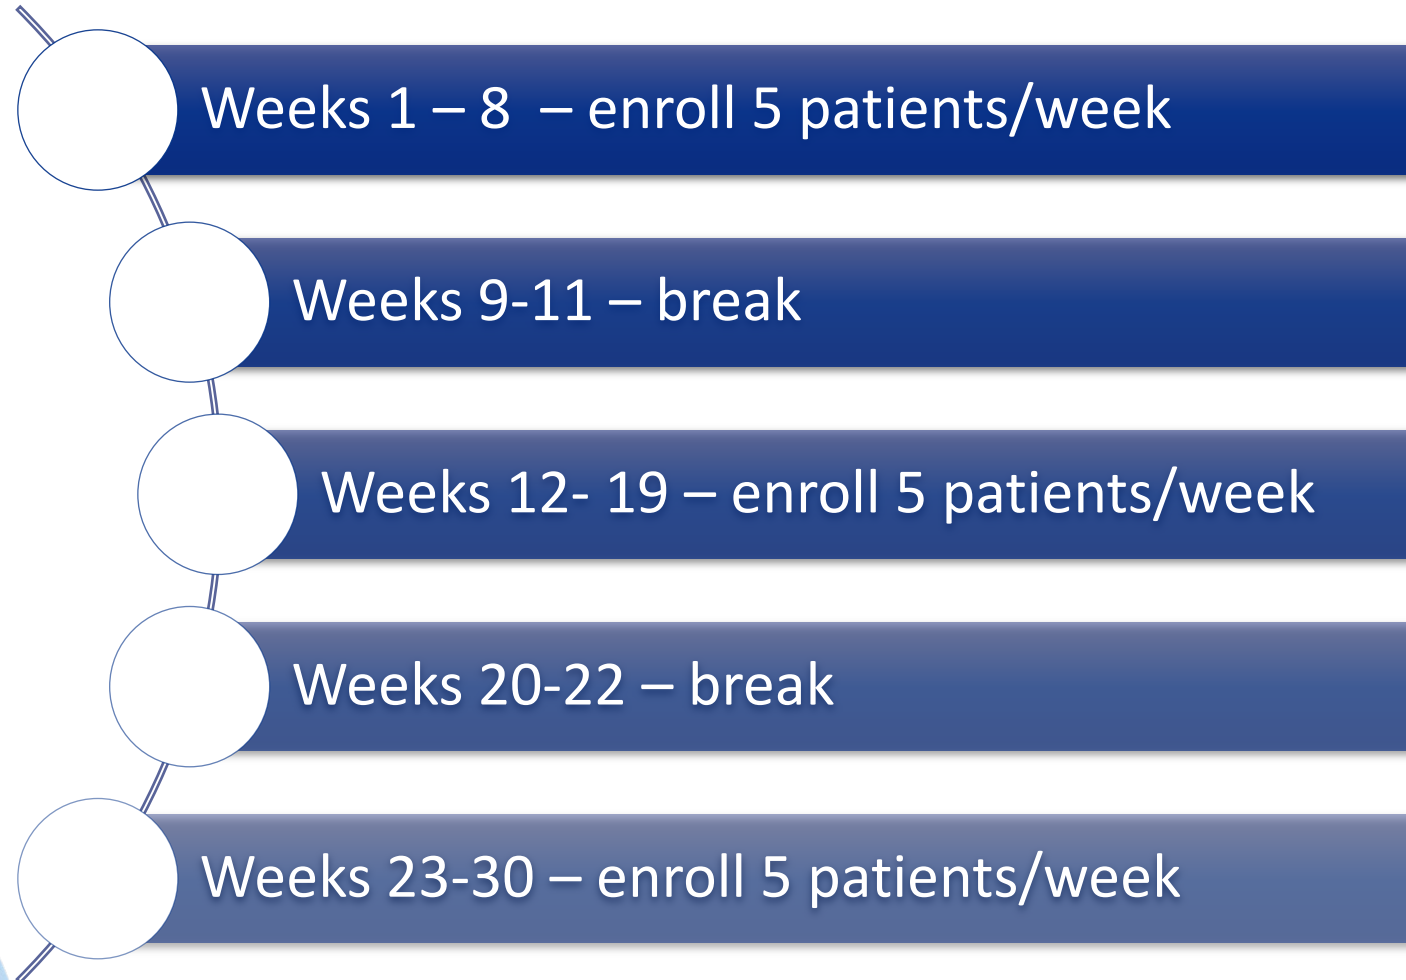 Weeks 1 – 8  – enroll 5 patients/week
Weeks 9-11 – break
Weeks 12- 19 – enroll 5 patients/week
Weeks 20-22 – break
Weeks 23-30 – enroll 5 patients/week